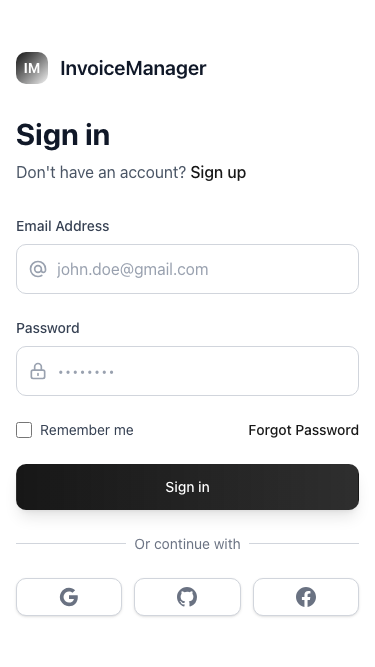 IM InvoiceManager
Sign in
Don't have an account? Sign up
Email Address
john.doe@gmail.com
Password
••••••••
Remember me Forgot Password
Sign in
Or continue with